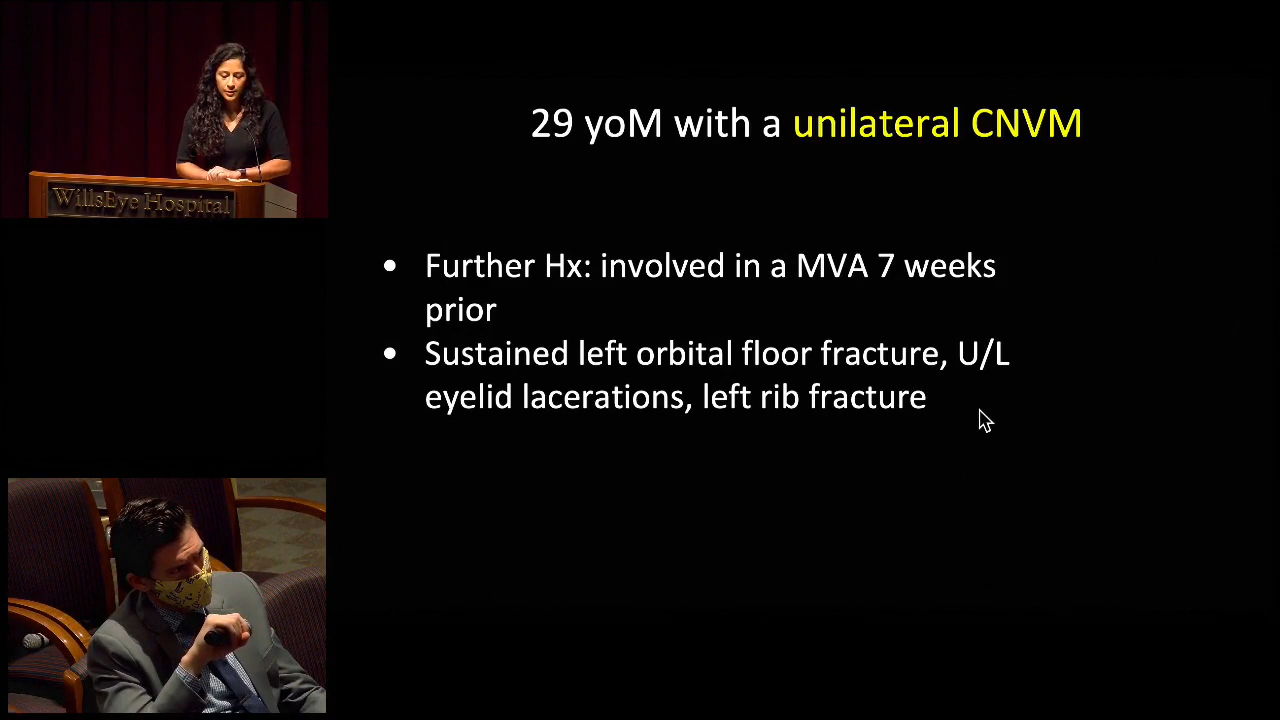 WillsEye Hospital
29 yoM with a unilateral CNVM
• Further Hx: involved in a MVA 7 weeks
prior
• Sustained left orbital floor fracture, U/L
eyelid lacerations, left rib fracture